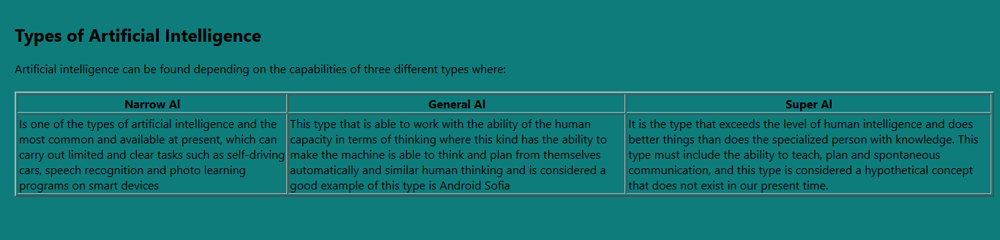 Types of Artificial Intelligence
Artificial intelligence can be found depending on the capabilities of three different types where:
Narrow Al
General Al
Super Al
Is one of the types of artificial intelligence and the
most common and available at present, which can
carry out limited and clear tasks such as self-driving
cars, speech recognition and photo learning
programs on smart devices
This type that is able to work with the ability of the human
capacity in terms of thinking where this kind has the ability to
make the machine is able to think and plan from themselves
automatically and similar human thinking and is considered a
good example of this type is Android Sofia
It is the type that exceeds the level of human intelligence and does
better things than does the specialized person with knowledge. This
type must include the ability to teach, plan and spontaneous
communication, and this type is considered a hypothetical concept
that does not exist in our present time.